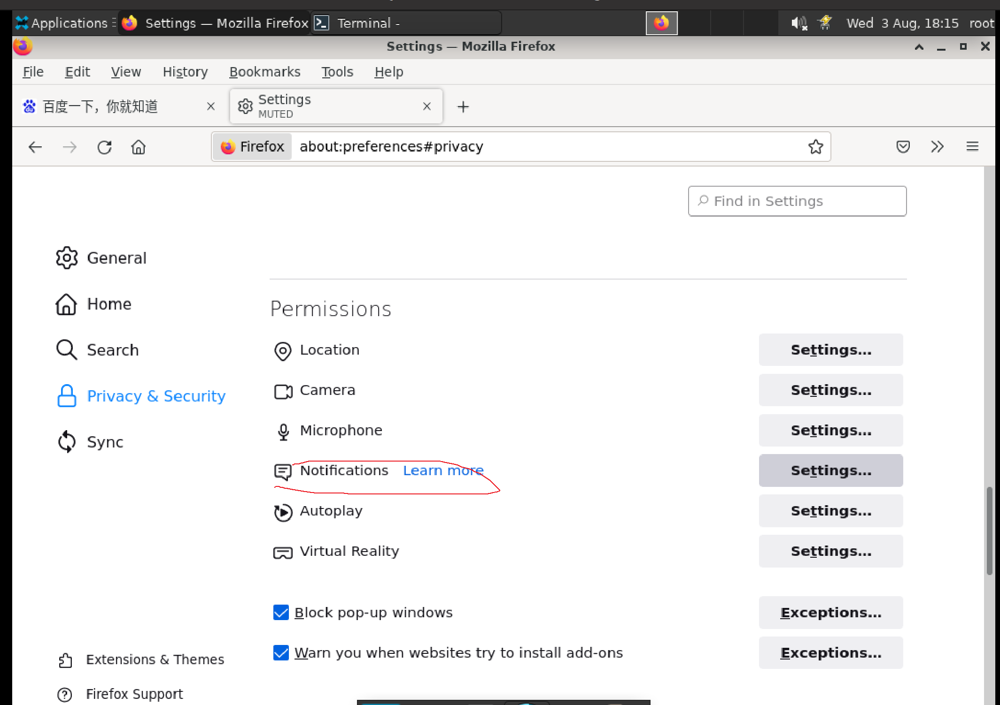 Applications Settings — Mozilla Firefox Terminal - Wed 3 Aug, 18:15 root
Settings — Mozilla Firefox
File Edit View History Bookmarks Tools Help
百度一下，你就知道 Settings
MUTED
Firefox about:preferences#privacy
Find in Settings
General
Home
Search
Privacy & Security
Sync
Extensions & Themes
Firefox Support
Permissions
Location Settings...
Camera Settings...
Microphone Settings...
Notifications Learn more Settings...
Autoplay Settings...
Virtual Reality Settings...
Block pop-up windows Exceptions...
Warn you when websites try to install add-ons Exceptions...